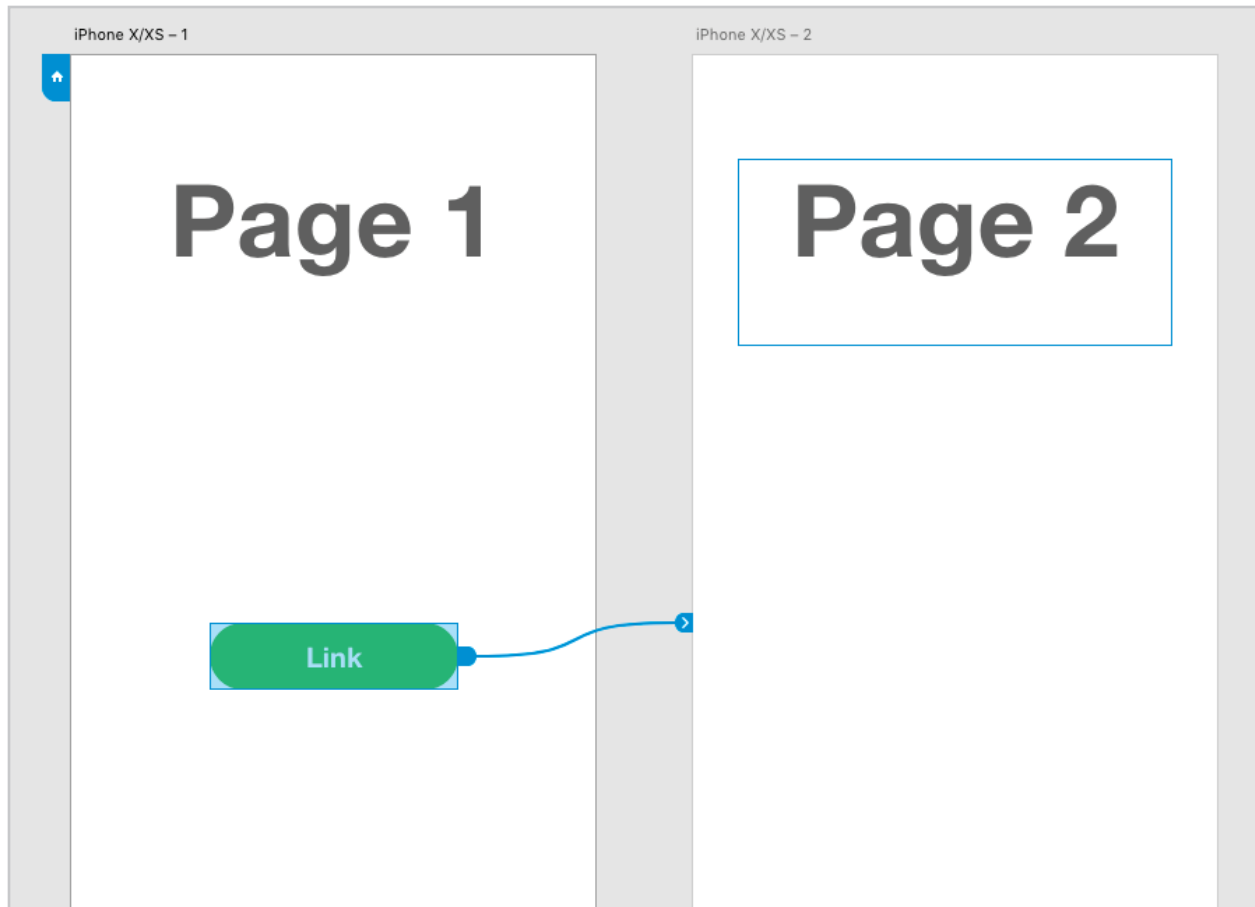 iPhone X/XS – 1
iPhone X/XS – 2
Page 1
Page 2
Link